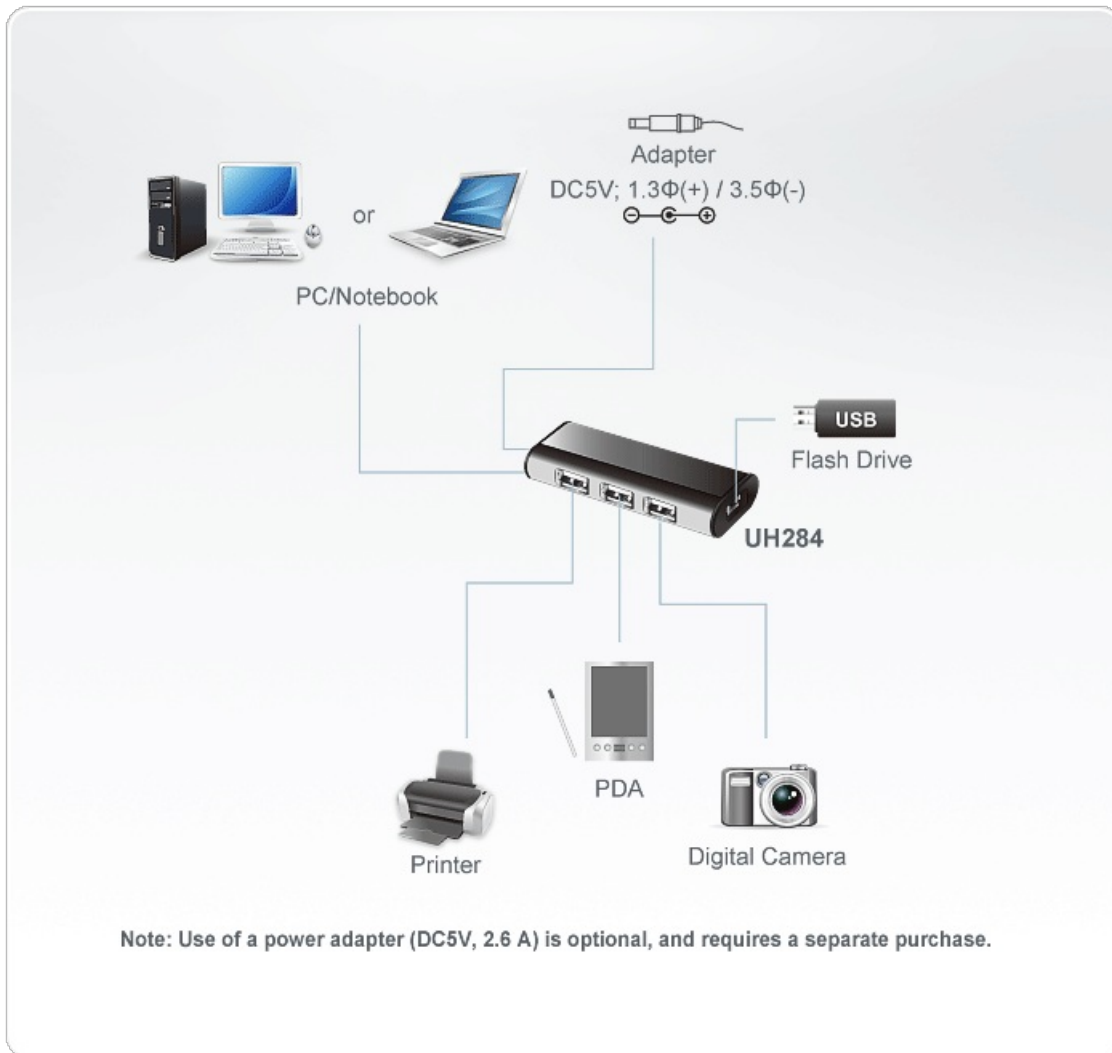 Adapter
DC5V; 1.3Φ(+) / 3.5Φ(-)
or
PC/Notebook
USB
Flash Drive
UH284
PDA
Printer
Digital Camera
Note: Use of a power adapter (DC5V, 2.6 A) is optional, and requires a separate purchase.